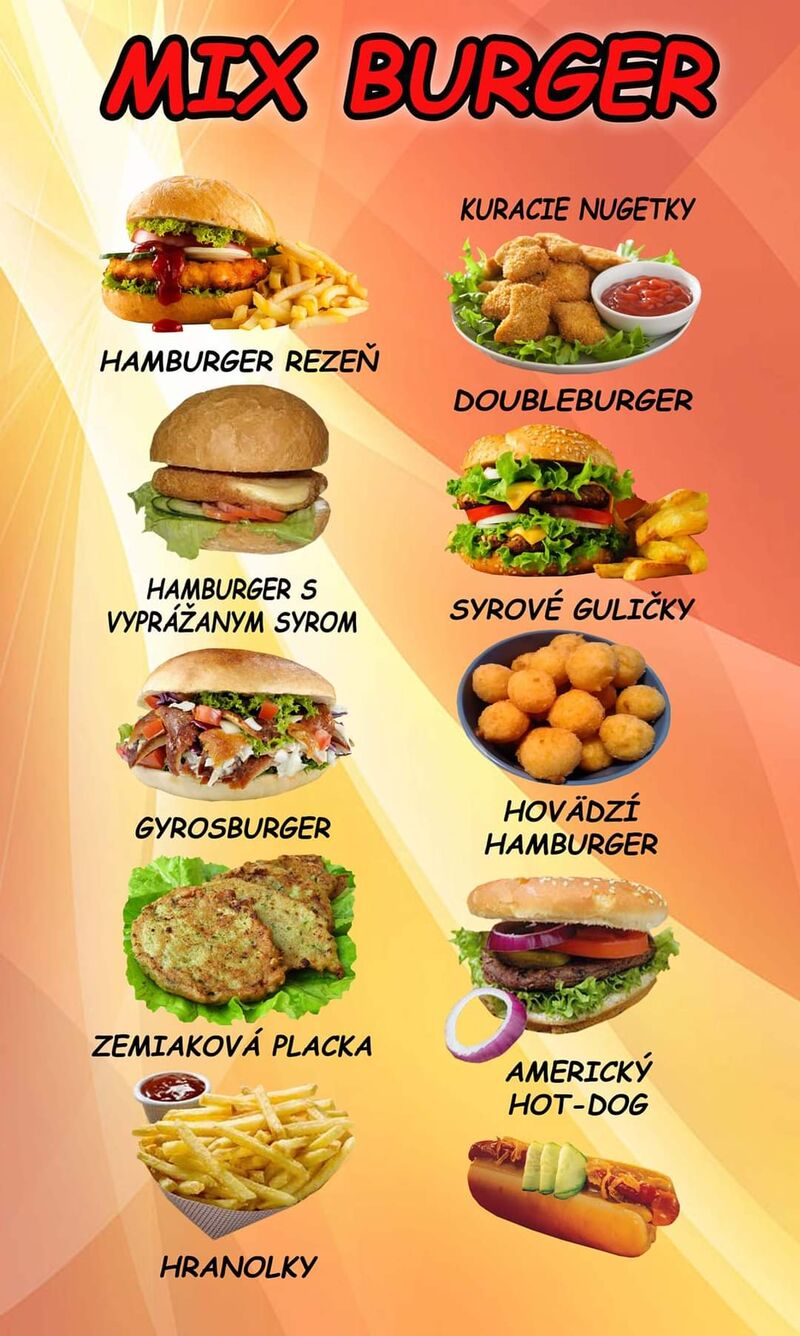 MIX BURGER
HAMBURGER REZEŇ
HAMBURGER S
VYPRÁŽANYM SYROM
GYROSBURGER
ZEMIAKOVÁ PLACKA
HRANOLKY
KURACIE NUGETKY
DOUBLEBURGER
SYROVÉ GULIČKY
HOVÄDZÍ
HAMBURGER
AMERICKÝ
HOT-DOG